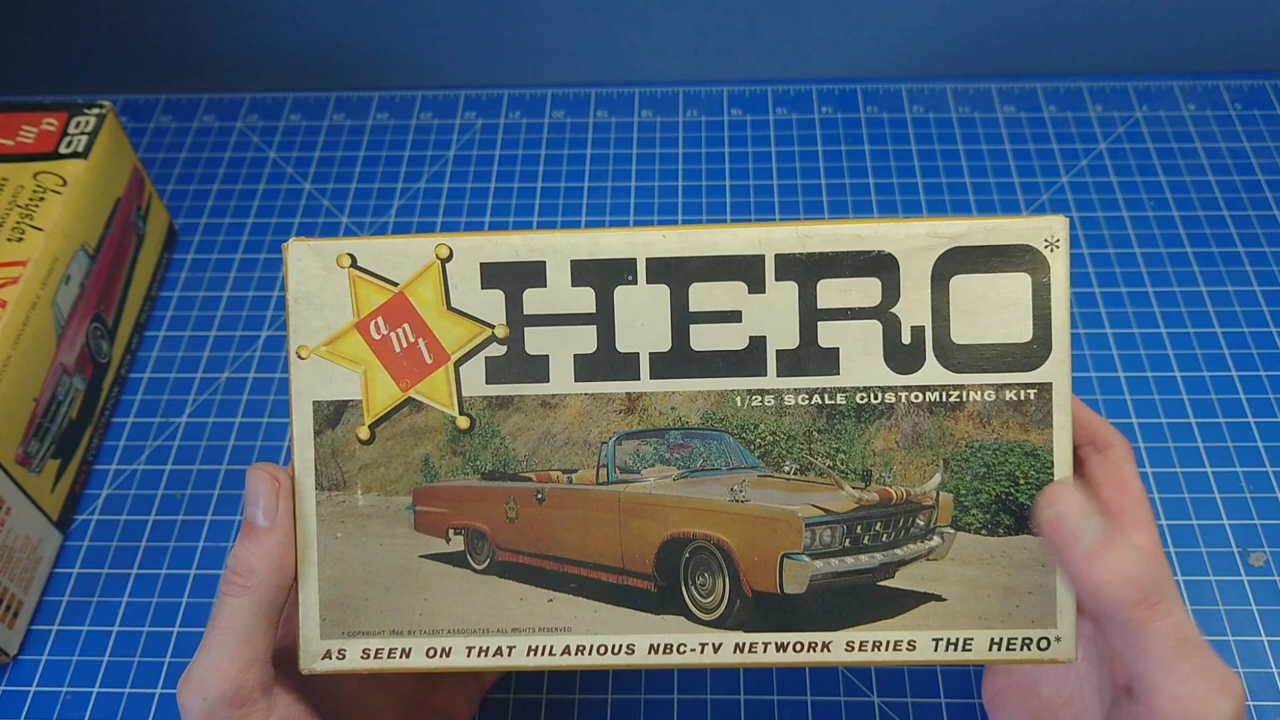 HERO*
amt
1/25 SCALE CUSTOMIZING KIT
* COPYRIGHT 1966 BY TALENT ASSOCIATES - ALL RIGHTS RESERVED
AS SEEN ON THAT HILARIOUS NBC-TV NETWORK SERIES THE HERO*
'65
amt
Chrysler